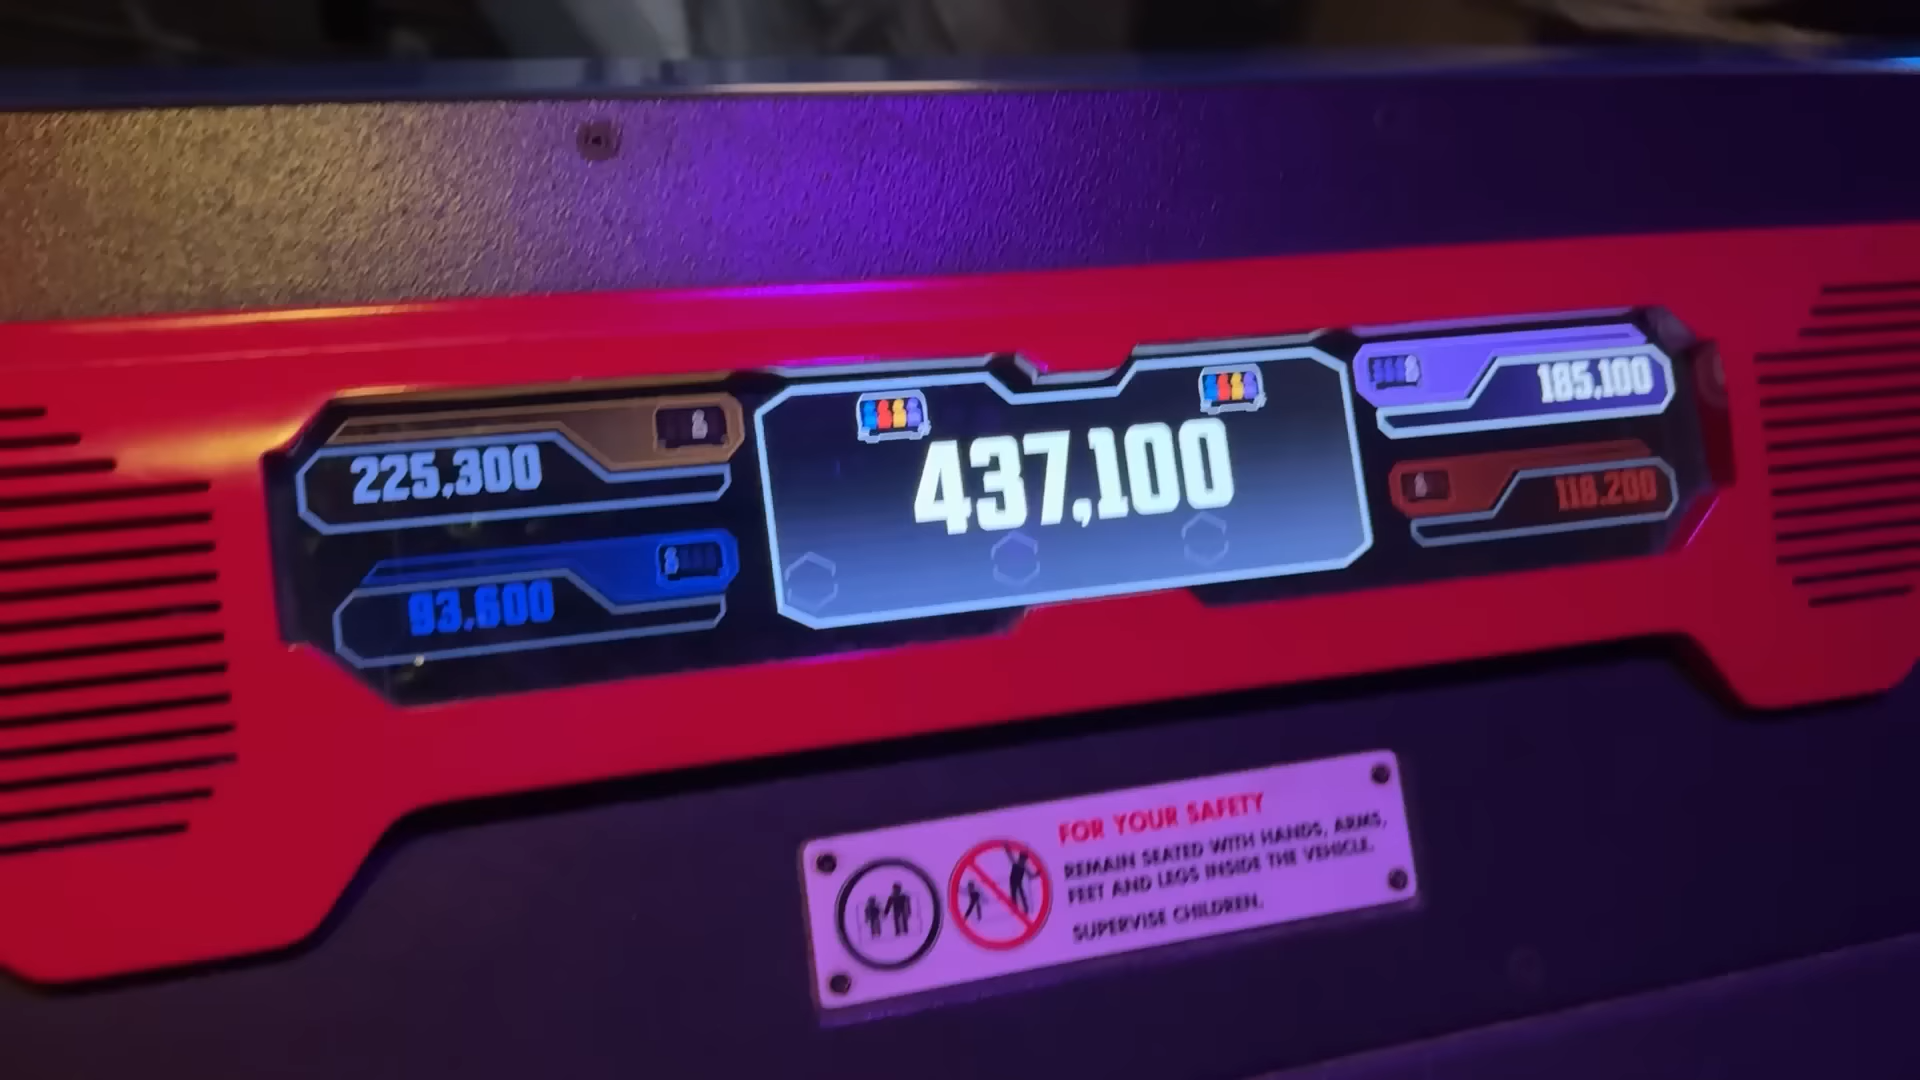 225,300
93,600
437,100
185,100
118,200
FOR YOUR SAFETY
REMAIN SEATED WITH HANDS, ARMS,
FEET AND LEGS INSIDE THE VEHICLE.
SUPERVISE CHILDREN.